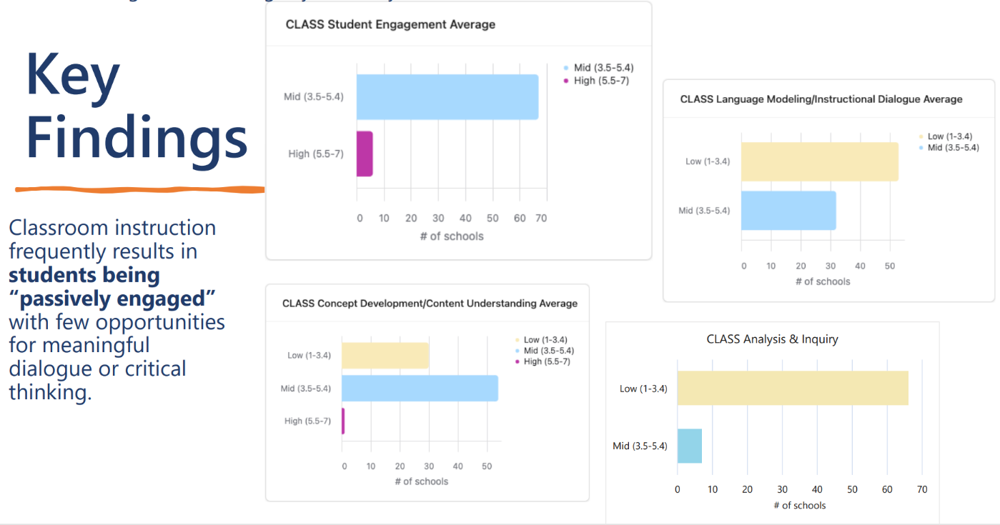 Key
Findings
Classroom instruction
frequently results in
students being
“passively engaged”
with few opportunities
for meaningful
dialogue or critical
thinking.
CLASS Student Engagement Average
Mid (3.5-5.4)
High (5.5-7)
Mid (3.5-5.4)
High (5.5-7)
0 10 20 30 40 50 60 70
# of schools
CLASS Language Modeling/Instructional Dialogue Average
Low (1-3.4)
Mid (3.5-5.4)
Low (1-3.4)
Mid (3.5-5.4)
0 10 20 30 40 50
# of schools
CLASS Concept Development/Content Understanding Average
Low (1-3.4)
Mid (3.5-5.4)
High (5.5-7)
Low (1-3.4)
Mid (3.5-5.4)
High (5.5-7)
0 10 20 30 40 50
# of schools
CLASS Analysis & Inquiry
Low (1-3.4)
Mid (3.5-5.4)
0 10 20 30 40 50 60 70
# of schools